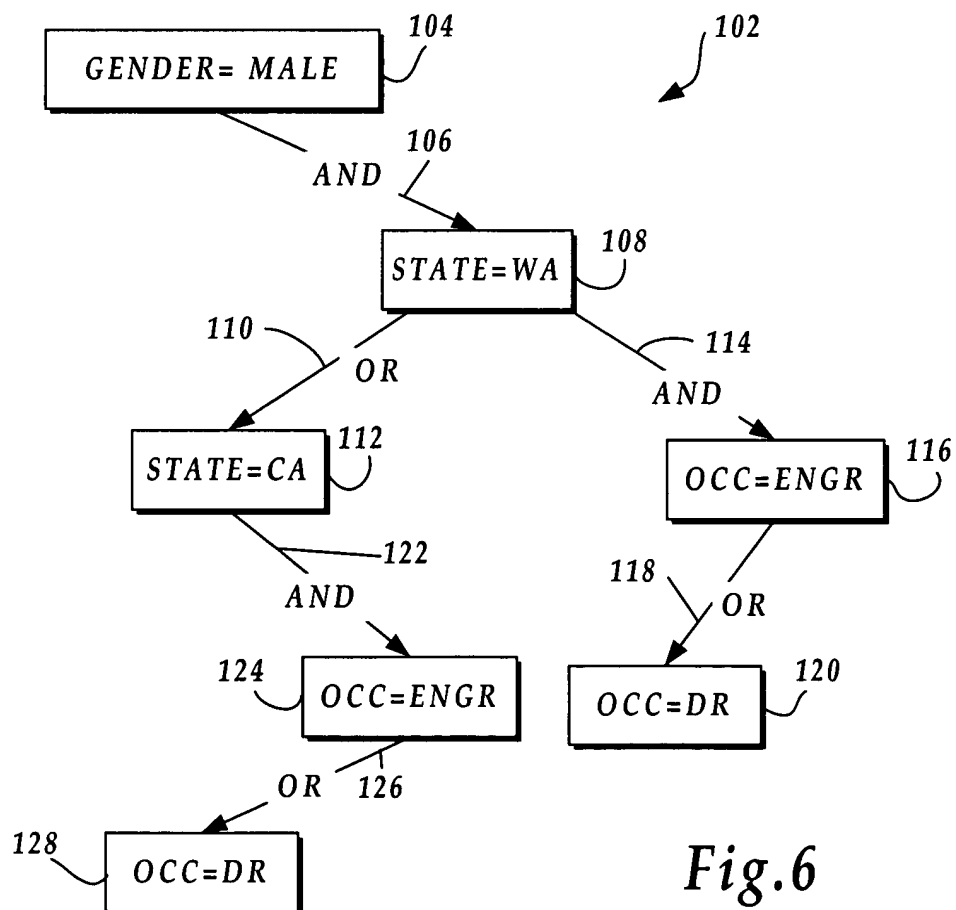 104
102
GENDER= MALE
106
AND
108
STATE=WA
110
114
OR
AND
112
116
STATE=CA
OCC=ENGR
122
118
AND
OR
124
120
OCC=ENGR
OCC=DR
126
OR
128
OCC=DR
Fig.6